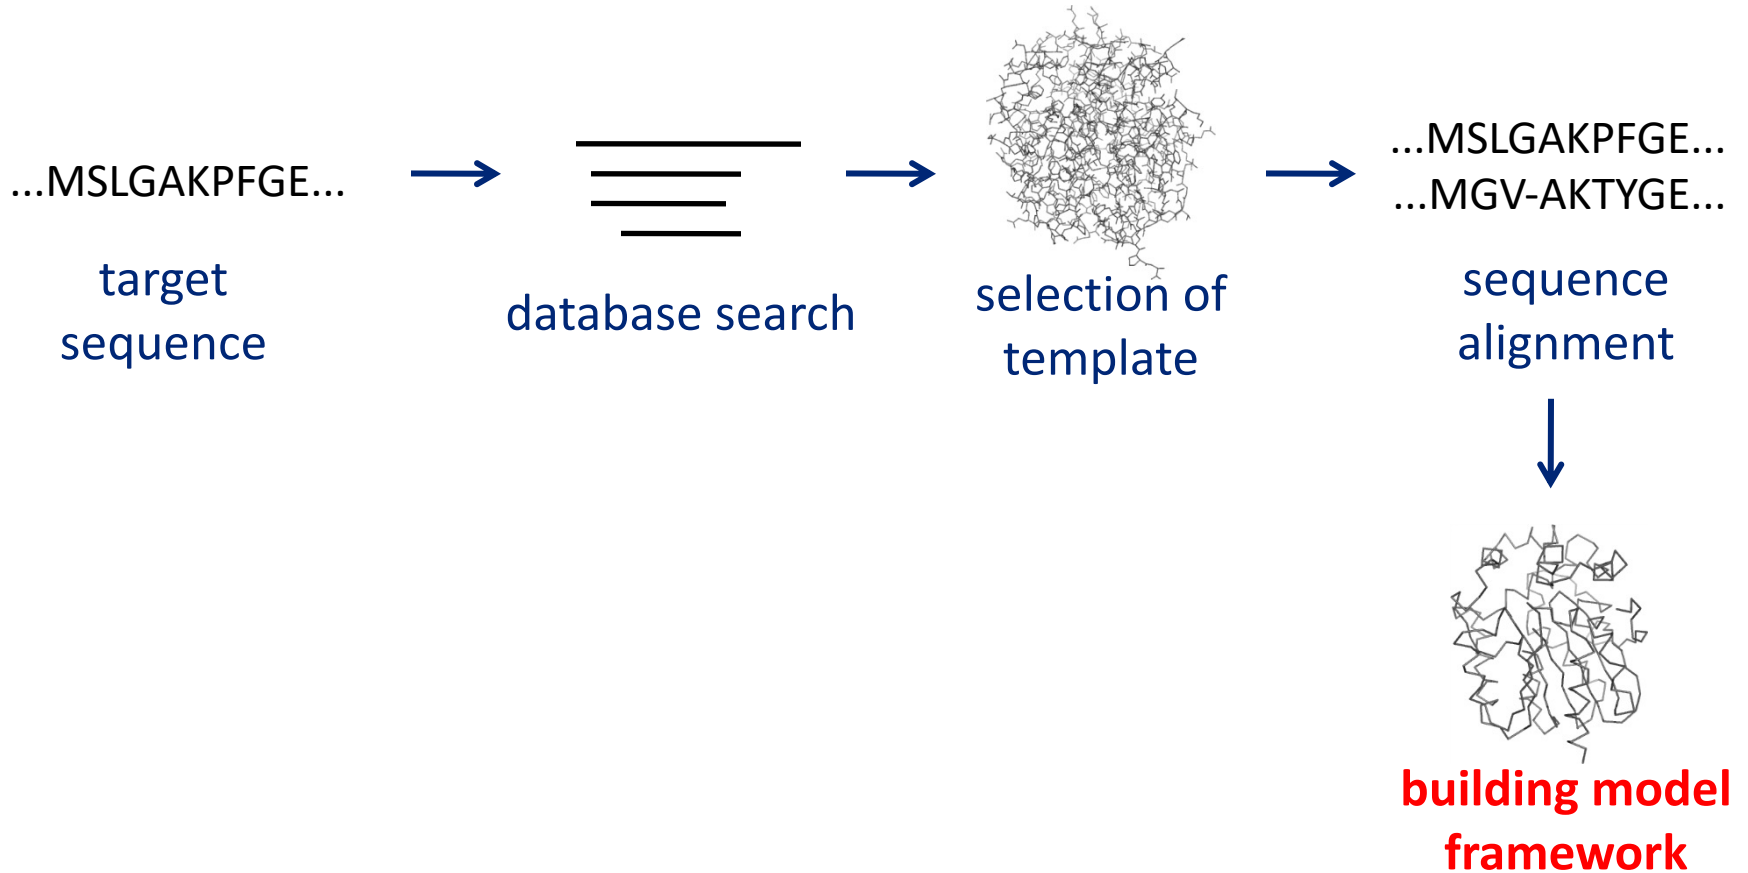 ...MSLGAKPFGE...
target
sequence
database search
selection of
template
...MSLGAKPFGE...
...MGV-AKTYGE...
sequence
alignment
building model
framework